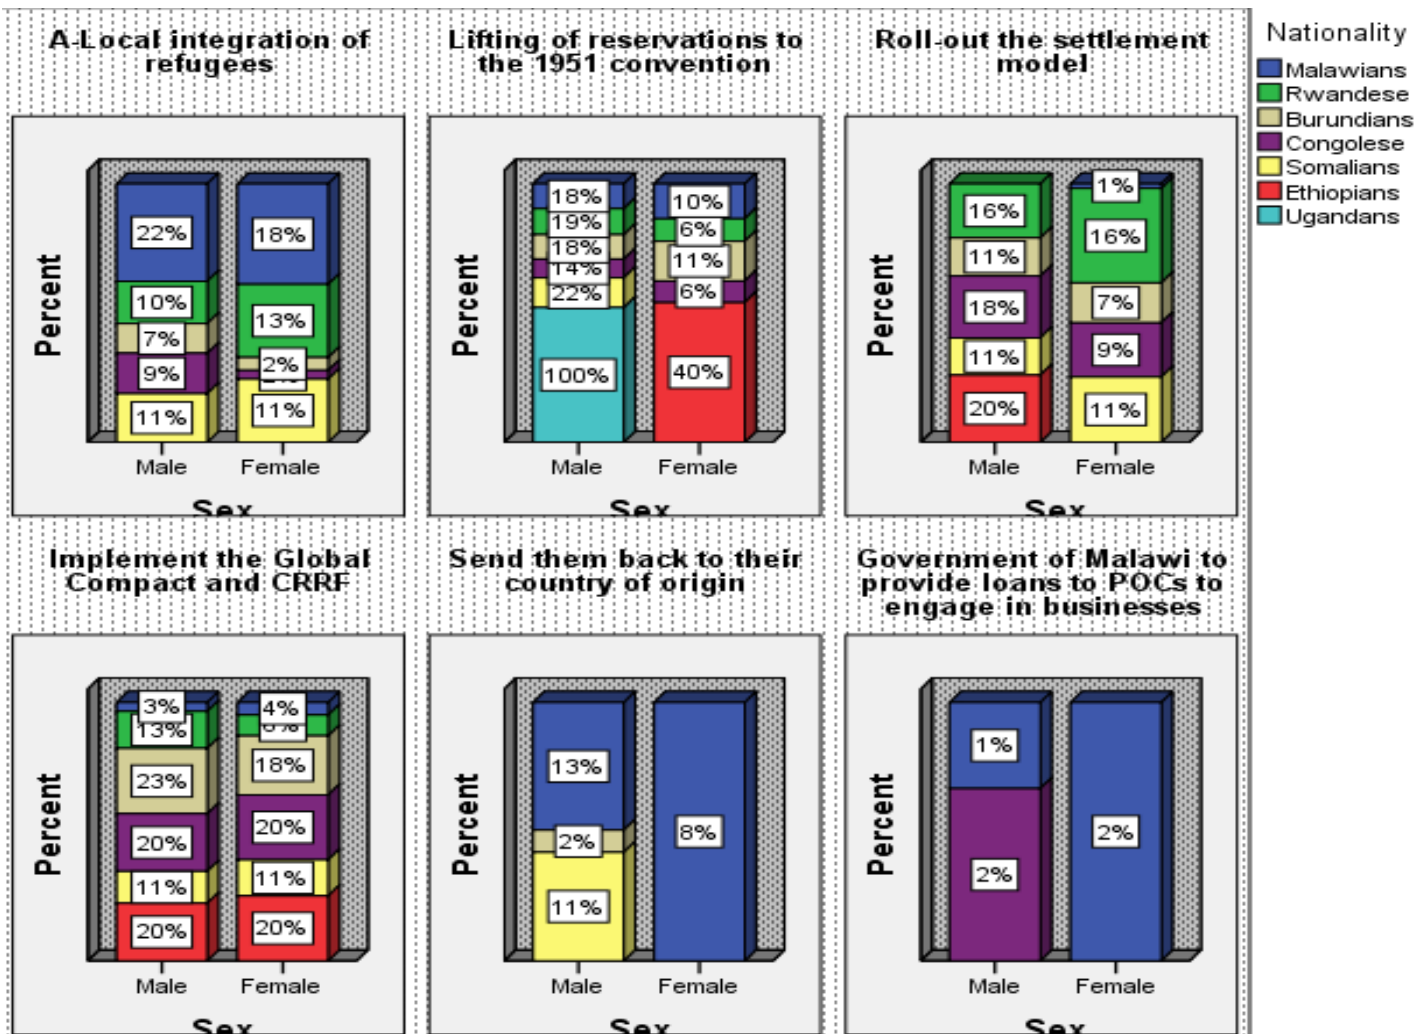 A-Local integration of
refugees
Lifting of reservations to
the 1951 convention
Roll-out the settlement
model
Nationality
Malawians
Rwandese
Burundians
Congolese
Somalians
Ethiopians
Ugandans
Percent
22%
10%
7%
9%
11%
18%
13%
2%
11%
Male
Female
Sex
Percent
18%
19%
18%
14%
22%
100%
10%
6%
11%
6%
40%
Male
Female
Sex
Percent
16%
11%
18%
11%
20%
1%
16%
7%
9%
11%
Male
Female
Sex
Implement the Global
Compact and CRRF
Send them back to their
country of origin
Government of Malawi to
provide loans to POCs to
engage in businesses
Percent
3%
13%
23%
20%
11%
20%
4%
18%
20%
11%
20%
Male
Female
Sex
Percent
13%
2%
11%
8%
Male
Female
Sex
Percent
1%
2%
2%
Male
Female
Sex